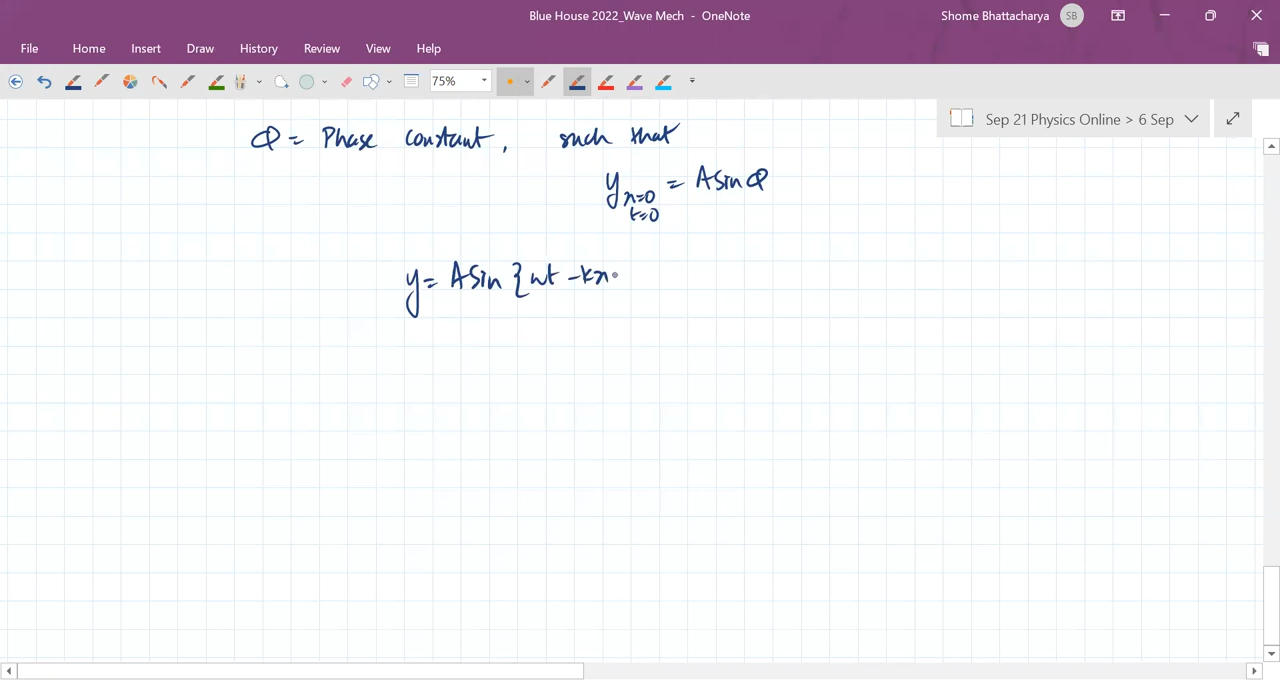 Blue House 2022_Wave Mech - OneNote
Shome Bhattacharya SB
File Home Insert Draw History Review View Help
75%
Sep 21 Physics Online > 6 Sep
Φ = Phase constant, such that
y x=0 = A sin Φ
t=0
y = A sin { ωt - kx